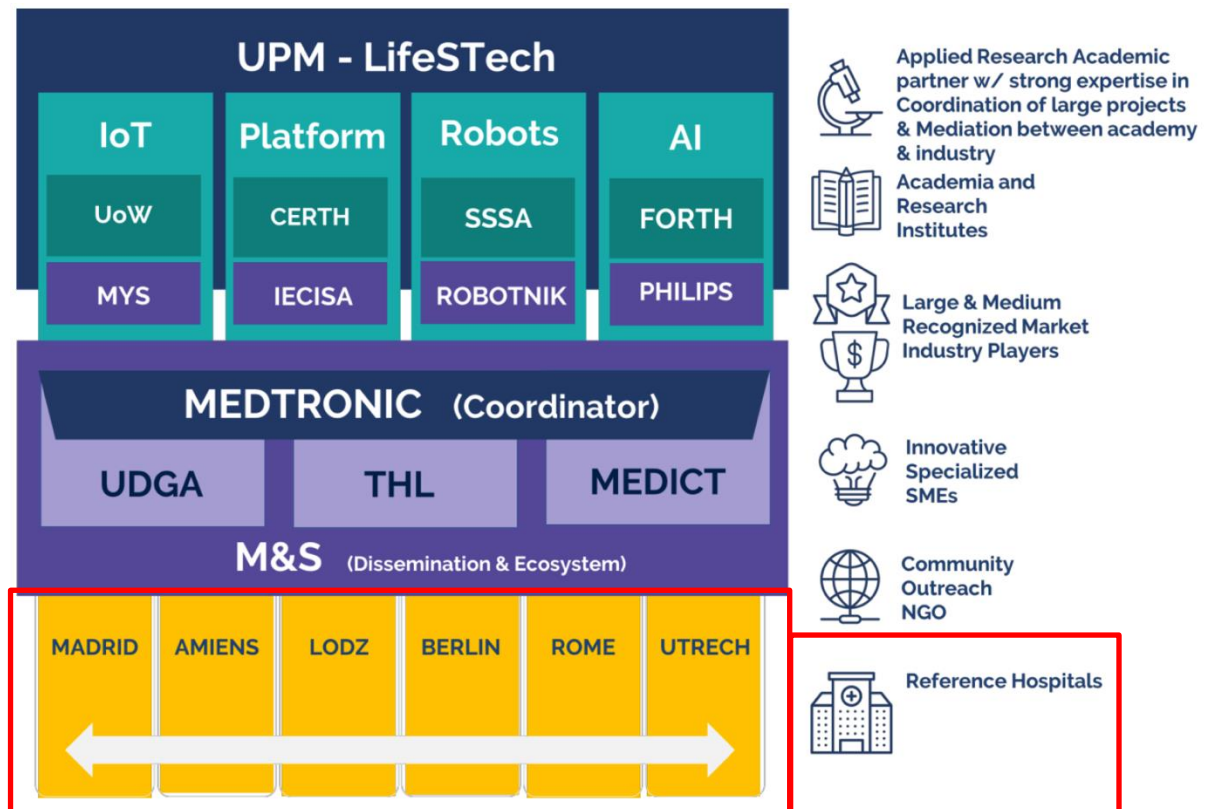 UPM - LifeSTech
IoT
Platform
Robots
AI
UoW
CERTH
SSSA
FORTH
MYS
IECISA
ROBOTNIK
PHILIPS
MEDTRONIC (Coordinator)
UDGA
THL
MEDICT
M&S (Dissemination & Ecosystem)
MADRID
AMIENS
LODZ
BERLIN
ROME
UTRECH
Applied Research Academic
partner w/ strong expertise in
Coordination of large projects
& Mediation between academy
& industry
Academia and
Research
Institutes
$
Large & Medium
Recognized Market
Industry Players
Innovative
Specialized
SMEs
Community
Outreach
NGO
Reference Hospitals